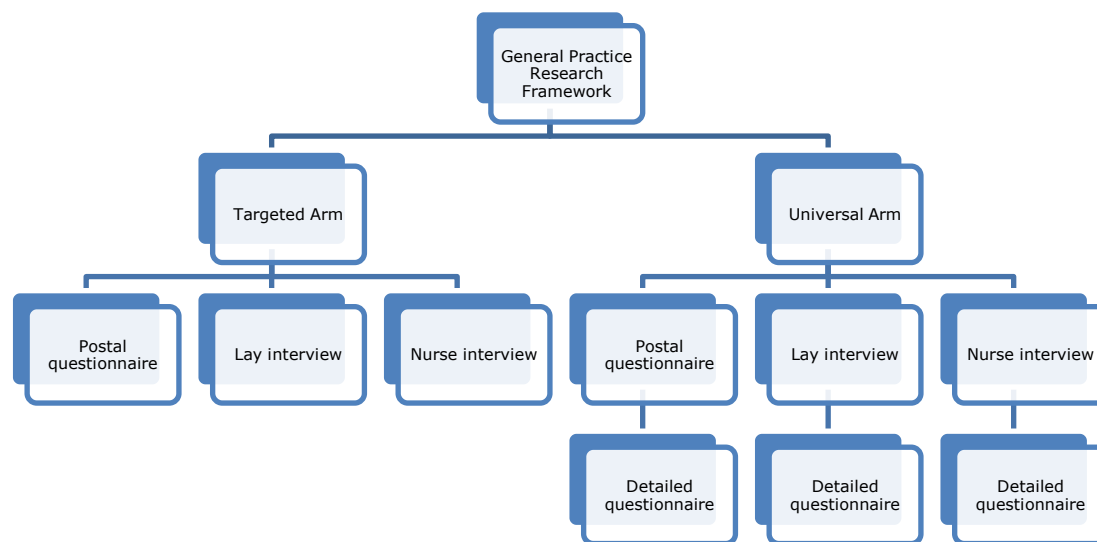 General Practice
Research
Framework
Targeted Arm
Universal Arm
Postal
questionnaire
Lay interview
Nurse interview
Postal
questionnaire
Lay interview
Nurse interview
Detailed
questionnaire
Detailed
questionnaire
Detailed
questionnaire